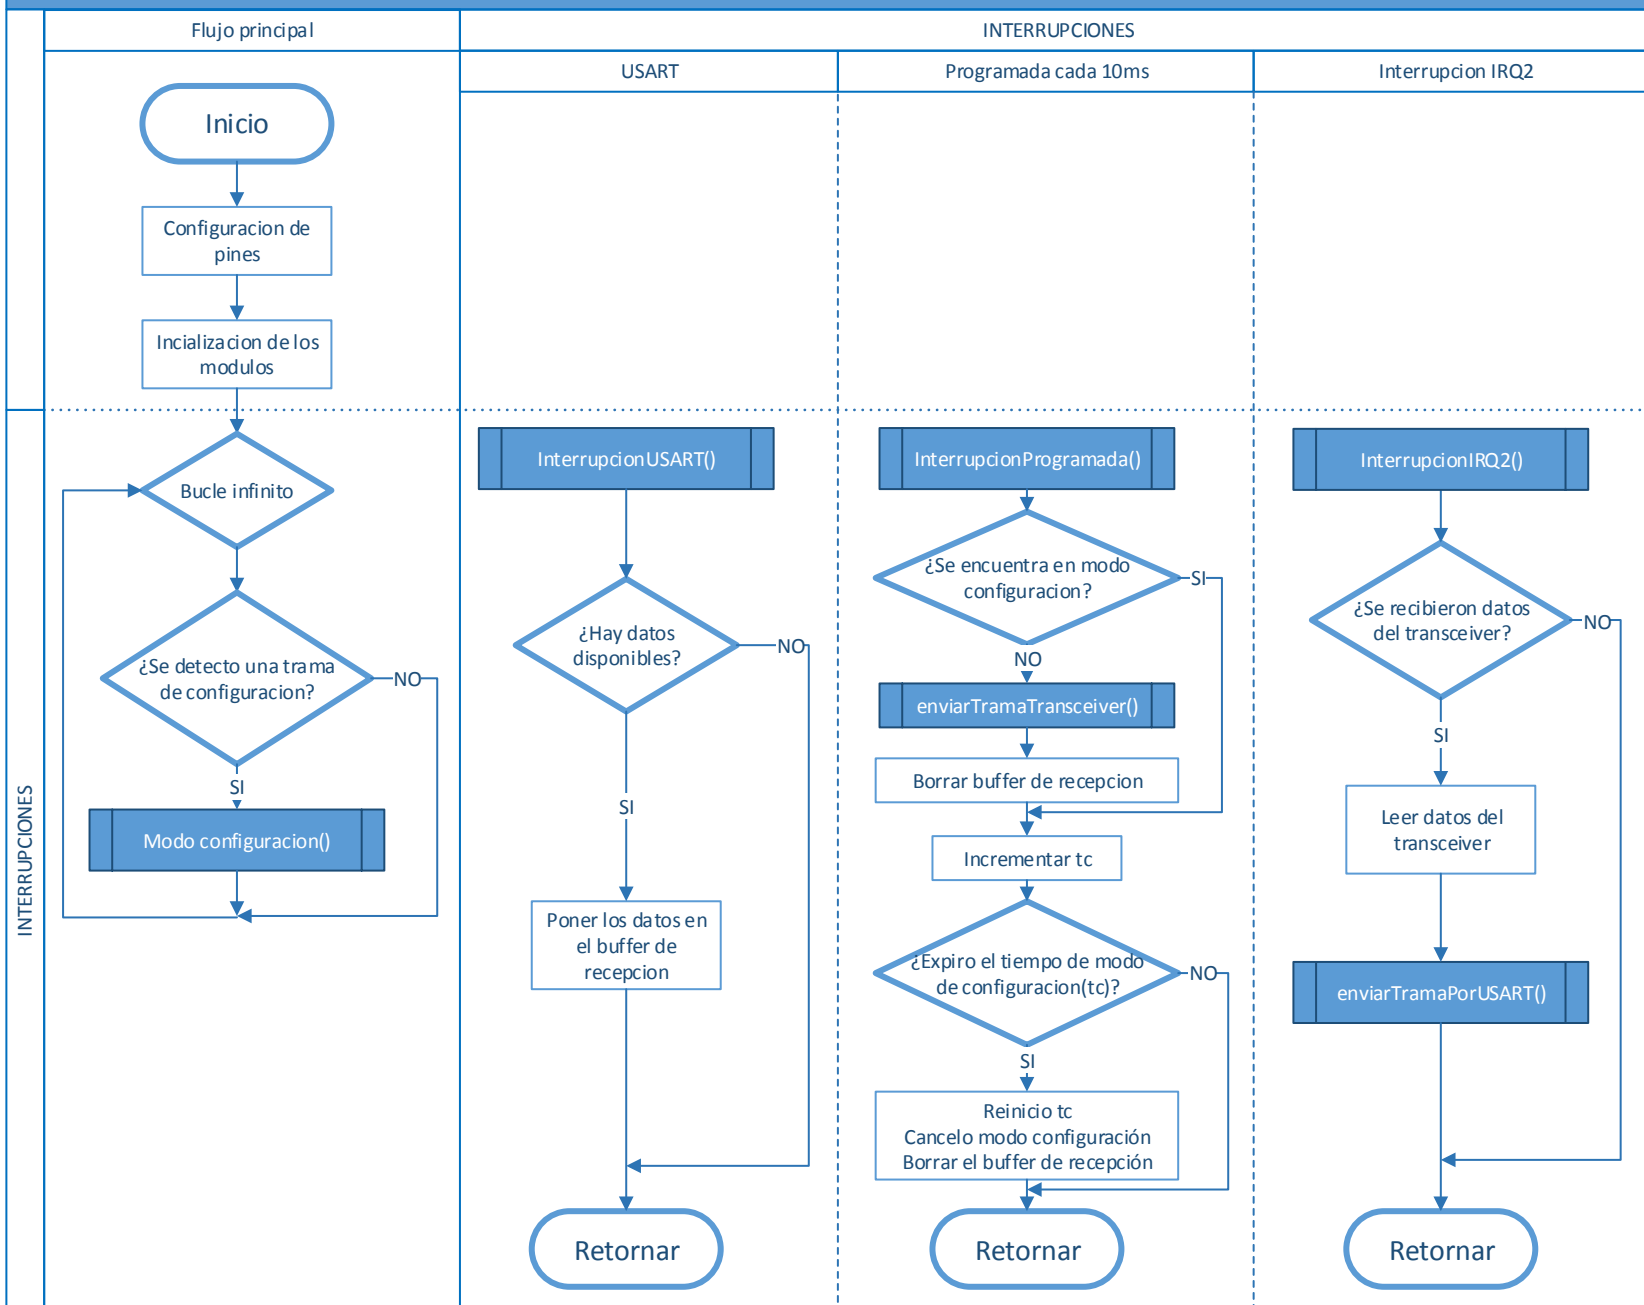 Flujo principal
INTERRUPCIONES
USART
Programada cada 10ms
Interrupcion IRQ2
Inicio
Configuracion de
pines
Incializacion de los
modulos
INTERRUPCIONES
Bucle infinito
¿Se detecto una trama
de configuracion?
NO
SI
Modo configuracion()
InterrupcionUSART()
¿Hay datos
disponibles?
NO
SI
Poner los datos en
el buffer de
recepcion
Retornar
InterrupcionProgramada()
¿Se encuentra en modo
configuracion?
SI
NO
enviarTramaTransceiver()
Borrar buffer de recepcion
Incrementar tc
¿Expiro el tiempo de modo
de configuracion(tc)?
NO
SI
Reinicio tc
Cancelo modo configuración
Borrar el buffer de recepción
Retornar
InterrupcionIRQ2()
¿Se recibieron datos
del transceiver?
NO
SI
Leer datos del
transceiver
enviarTramaPorUSART()
Retornar